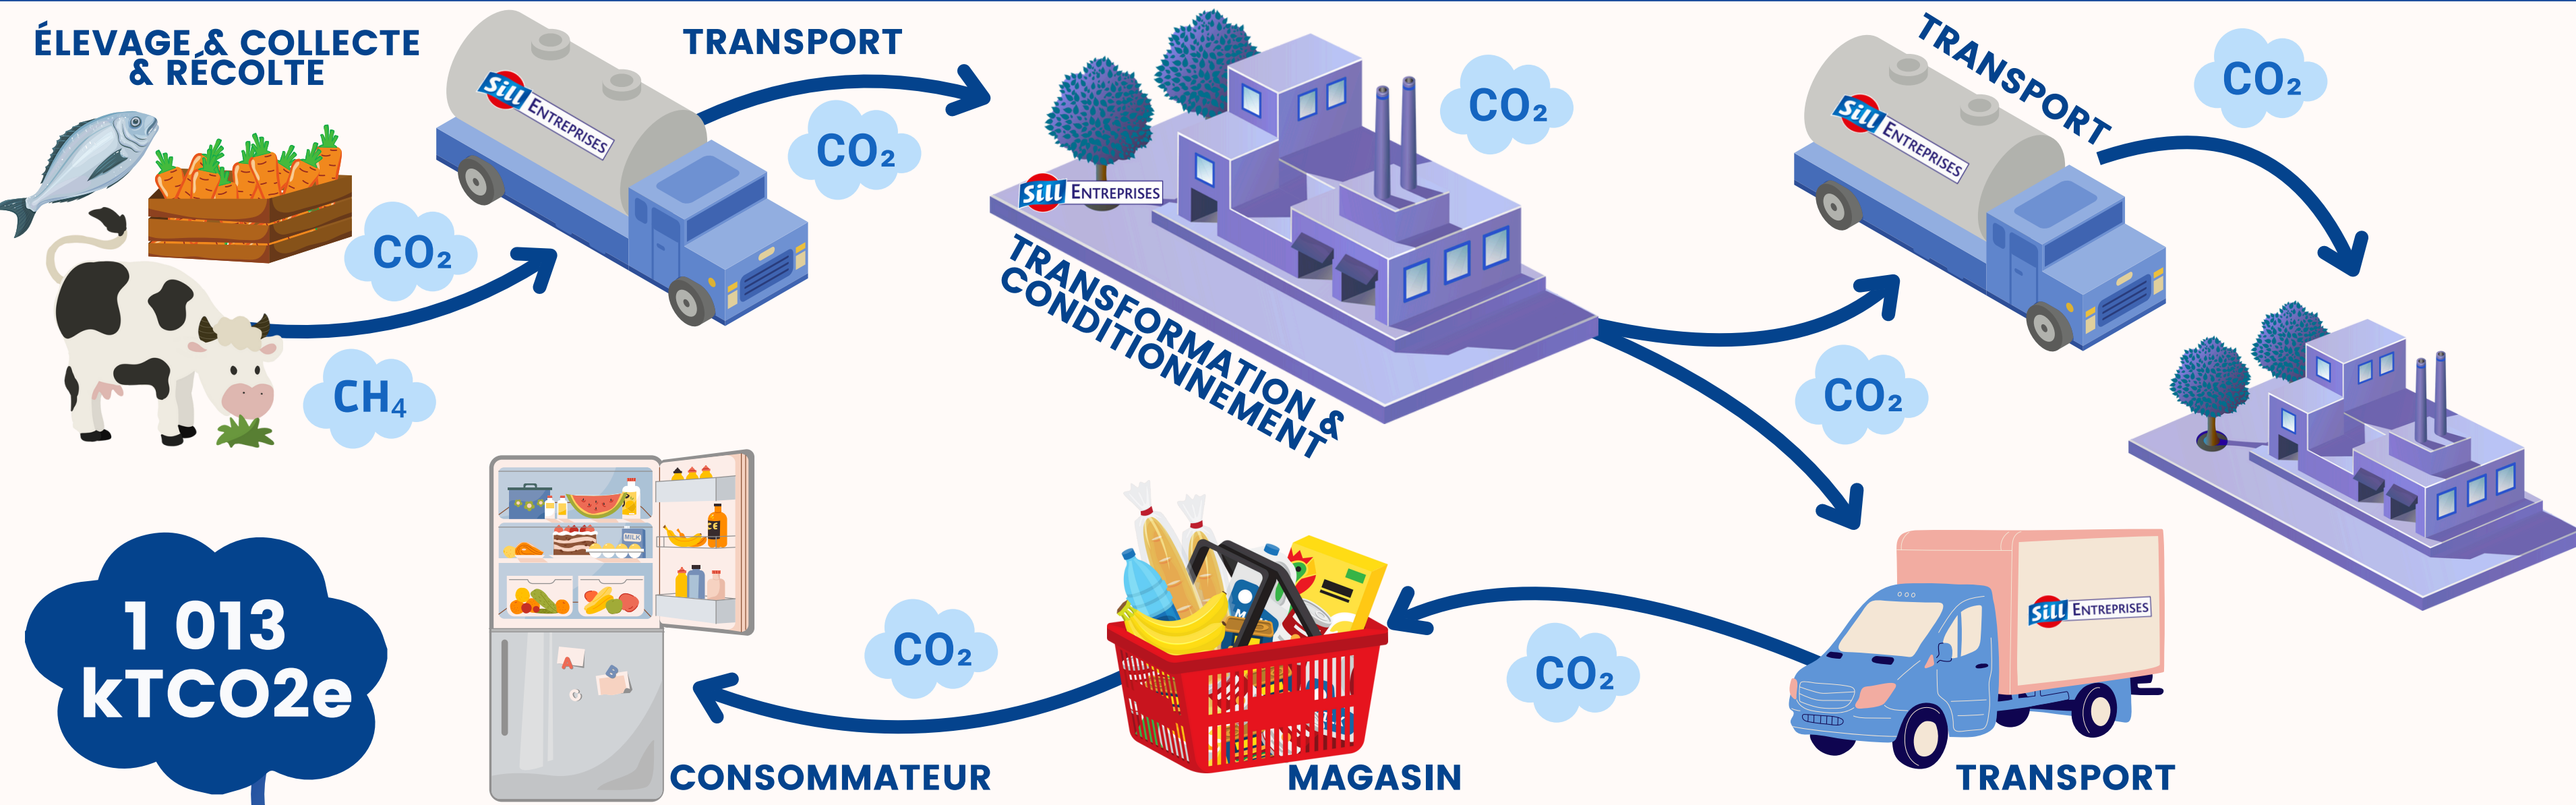 ÉLEVAGE & COLLECTE
& RÉCOLTE
CO₂
CH₄
Sill ENTREPRISES
TRANSPORT
CO₂
Sill ENTREPRISES
TRANSFORMATION &
CONDITIONNEMENT
CO₂
Sill ENTREPRISES
TRANSPORT
CO₂
CO₂
Sill ENTREPRISES
TRANSPORT
CO₂
MAGASIN
CO₂
MILK
A
CONSOMMATEUR
1 013
kTCO2e